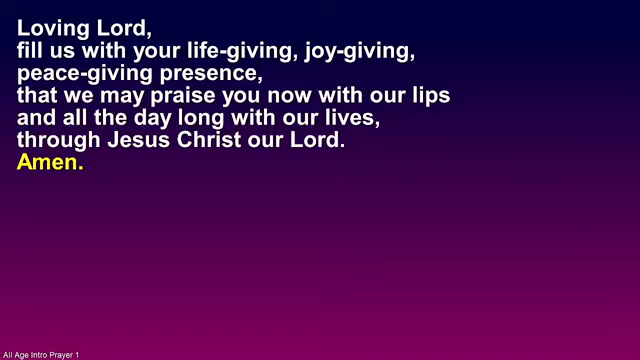 Loving Lord,
fill us with your life-giving, joy-giving,
peace-giving presence,
that we may praise you now with our lips
and all the day long with our lives,
through Jesus Christ our Lord.
Amen.
All Age Intro Prayer 1